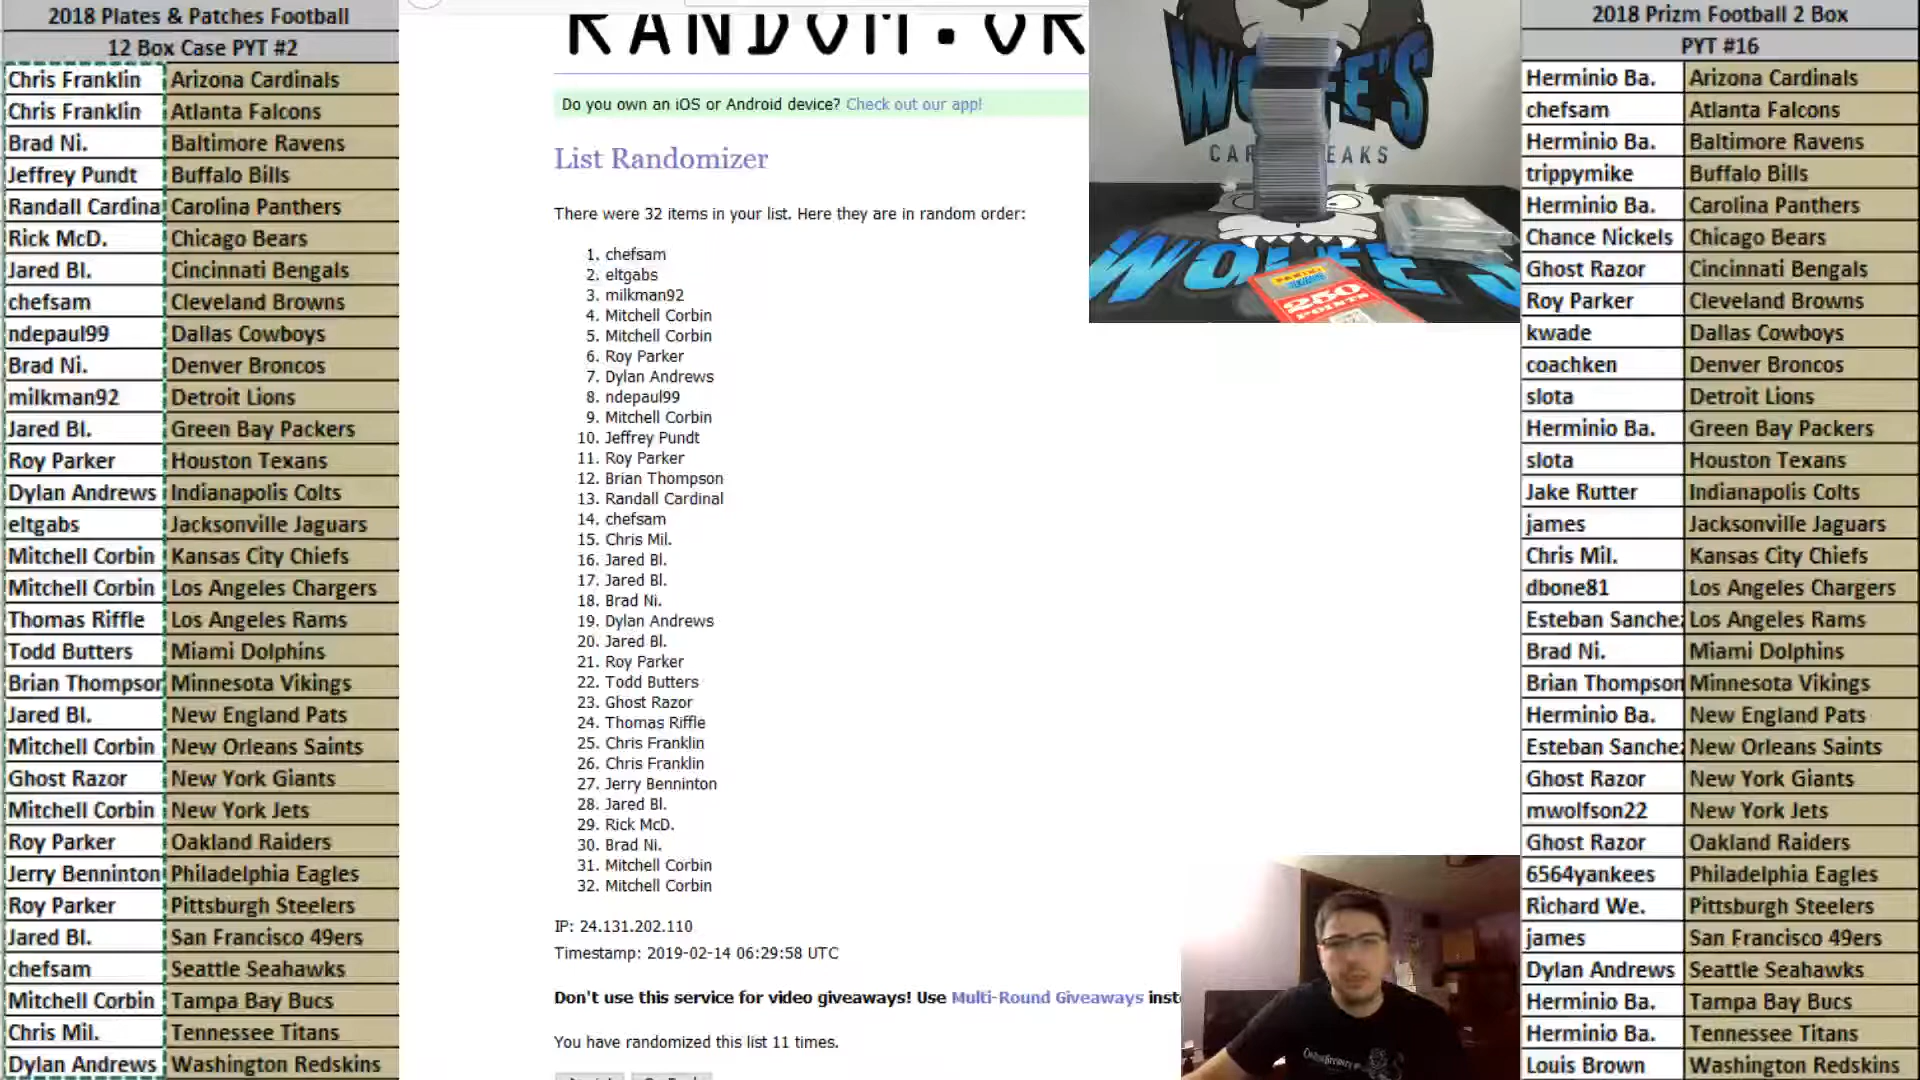 2018 Plates & Patches Football
12 Box Case PYT #2
Chris Franklin Arizona Cardinals
Chris Franklin Atlanta Falcons
Brad Ni. Baltimore Ravens
Jeffrey Pundt Buffalo Bills
Randall Cardina Carolina Panthers
Rick McD. Chicago Bears
Jared Bl. Cincinnati Bengals
chefsam Cleveland Browns
ndepaul99 Dallas Cowboys
Brad Ni. Denver Broncos
milkman92 Detroit Lions
Jared Bl. Green Bay Packers
Roy Parker Houston Texans
Dylan Andrews Indianapolis Colts
eltgabs Jacksonville Jaguars
Mitchell Corbin Kansas City Chiefs
Mitchell Corbin Los Angeles Chargers
Thomas Riffle Los Angeles Rams
Todd Butters Miami Dolphins
Brian Thompsor Minnesota Vikings
Jared Bl. New England Pats
Mitchell Corbin New Orleans Saints
Ghost Razor New York Giants
Mitchell Corbin New York Jets
Roy Parker Oakland Raiders
Jerry Benninton Philadelphia Eagles
Roy Parker Pittsburgh Steelers
Jared Bl. San Francisco 49ers
chefsam Seattle Seahawks
Mitchell Corbin Tampa Bay Bucs
Chris Mil. Tennessee Titans
Dylan Andrews Washington Redskins
RANDOM.OR
Do you own an iOS or Android device? Check out our app!
List Randomizer
There were 32 items in your list. Here they are in random order:
1. chefsam
2. eltgabs
3. milkman92
4. Mitchell Corbin
5. Mitchell Corbin
6. Roy Parker
7. Dylan Andrews
8. ndepaul99
9. Mitchell Corbin
10. Jeffrey Pundt
11. Roy Parker
12. Brian Thompson
13. Randall Cardinal
14. chefsam
15. Chris Mil.
16. Jared Bl.
17. Jared Bl.
18. Brad Ni.
19. Dylan Andrews
20. Jared Bl.
21. Roy Parker
22. Todd Butters
23. Ghost Razor
24. Thomas Riffle
25. Chris Franklin
26. Chris Franklin
27. Jerry Benninton
28. Jared Bl.
29. Rick McD.
30. Brad Ni.
31. Mitchell Corbin
32. Mitchell Corbin
IP: 24.131.202.110
Timestamp: 2019-02-14 06:29:58 UTC
Don't use this service for video giveaways! Use Multi-Round Giveaways inst
You have randomized this list 11 times.
PANINI
250
POINTS
2018 Prizm Football 2 Box
PYT #16
Herminio Ba. Arizona Cardinals
chefsam Atlanta Falcons
Herminio Ba. Baltimore Ravens
trippymike Buffalo Bills
Herminio Ba. Carolina Panthers
Chance Nickels Chicago Bears
Ghost Razor Cincinnati Bengals
Roy Parker Cleveland Browns
kwade Dallas Cowboys
coachken Denver Broncos
slota Detroit Lions
Herminio Ba. Green Bay Packers
slota Houston Texans
Jake Rutter Indianapolis Colts
james Jacksonville Jaguars
Chris Mil. Kansas City Chiefs
dbone81 Los Angeles Chargers
Esteban Sanche Los Angeles Rams
Brad Ni. Miami Dolphins
Brian Thompson Minnesota Vikings
Herminio Ba. New England Pats
Esteban Sanche New Orleans Saints
Ghost Razor New York Giants
mwolfson22 New York Jets
Ghost Razor Oakland Raiders
6564yankees Philadelphia Eagles
Richard We. Pittsburgh Steelers
james San Francisco 49ers
Dylan Andrews Seattle Seahawks
Herminio Ba. Tampa Bay Bucs
Herminio Ba. Tennessee Titans
Louis Brown Washington Redskins